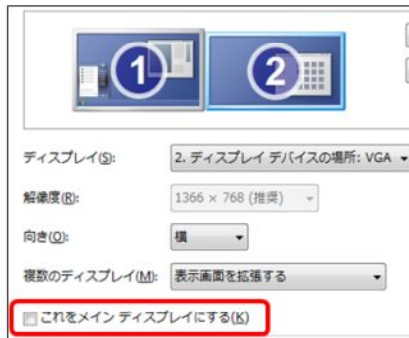 1
2
ディスプレイ(S):
2. ディスプレイ デバイスの場所: VGA
解像度(R):
1366 × 768 (推奨)
向き(O):
横
複数のディスプレイ(M):
表示画面を拡張する
これをメイン ディスプレイにする(K)